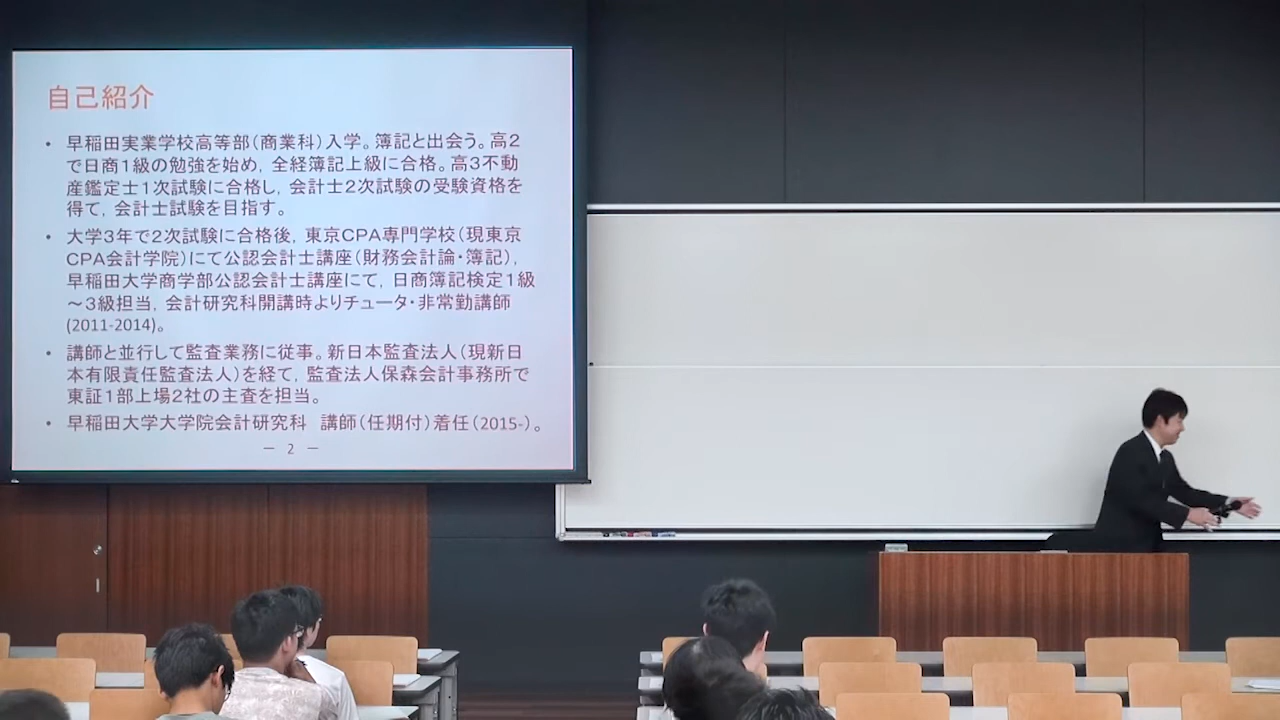 自己紹介
• 早稲田実業学校高等部（商業科）入学。簿記と出会う。高２
で日商１級の勉強を始め，全経簿記上級に合格。高３不動
産鑑定士１次試験に合格し，会計士２次試験の受験資格を
得て，会計士試験を目指す。
• 大学３年で２次試験に合格後，東京CPA専門学校（現東京
CPA会計学院）にて公認会計士講座（財務会計論・簿記），
早稲田大学商学部公認会計士講座にて，日商簿記検定１級
～３級担当，会計研究科開講時よりチュータ・非常勤講師
(2011-2014)。
• 講師と並行して監査業務に従事。新日本監査法人（現新日
本有限責任監査法人）を経て，監査法人保森会計事務所で
東証１部上場２社の主査を担当。
• 早稲田大学大学院会計研究科　講師（任期付）着任（2015-）。
－ 2 －